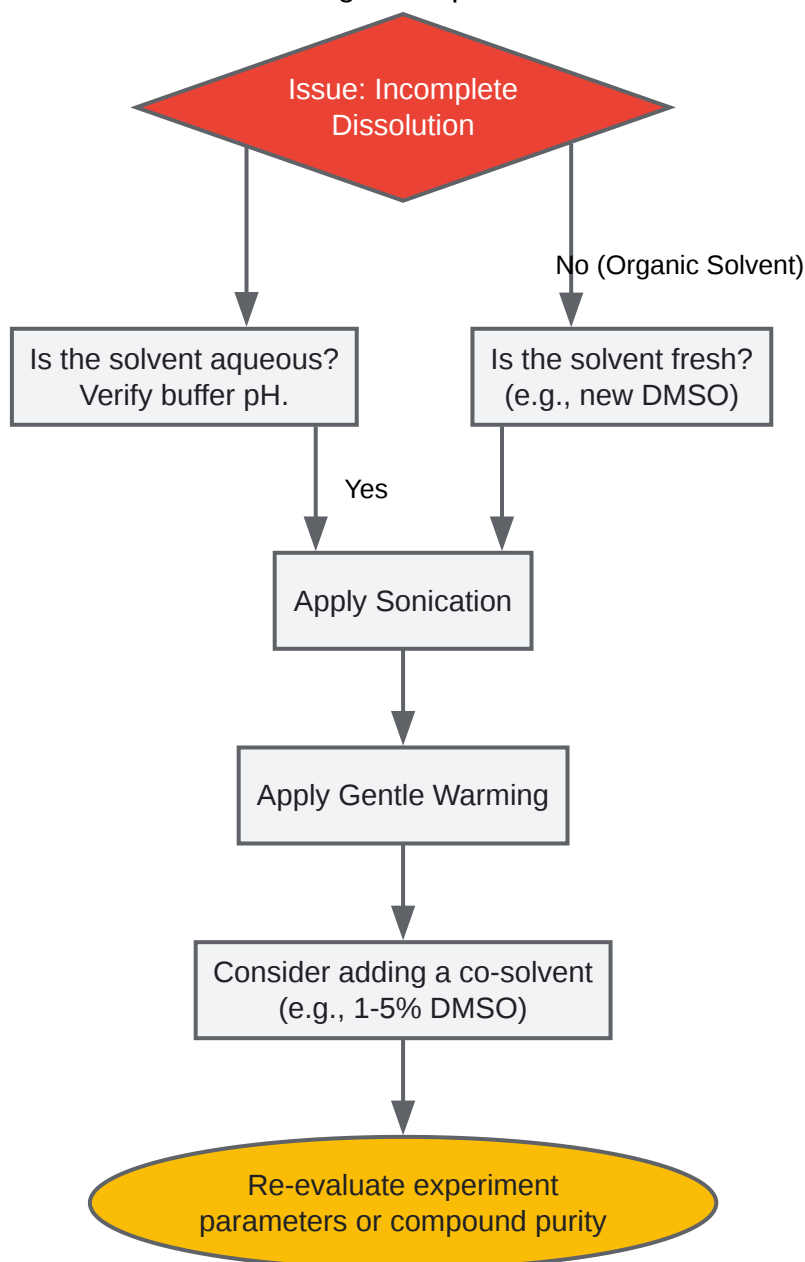 Issue: Incomplete
Dissolution
No (Organic Solvent)
Is the solvent aqueous?
Verify buffer pH.
Is the solvent fresh?
(e.g., new DMSO)
Yes
Apply Sonication
Apply Gentle Warming
Consider adding a co-solvent
(e.g., 1-5% DMSO)
Re-evaluate experiment
parameters or compound purity